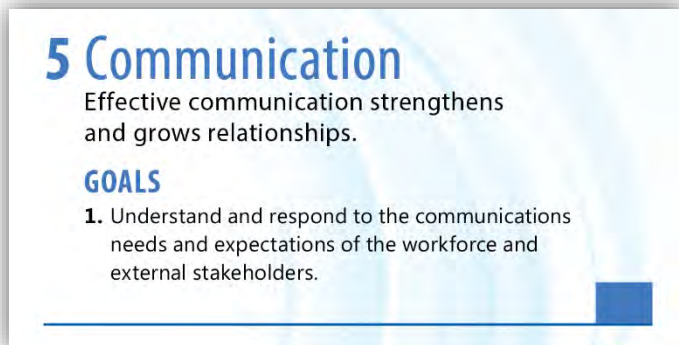 5 Communication
Effective communication strengthens
and grows relationships.
GOALS
1. Understand and respond to the communications
needs and expectations of the workforce and
external stakeholders.